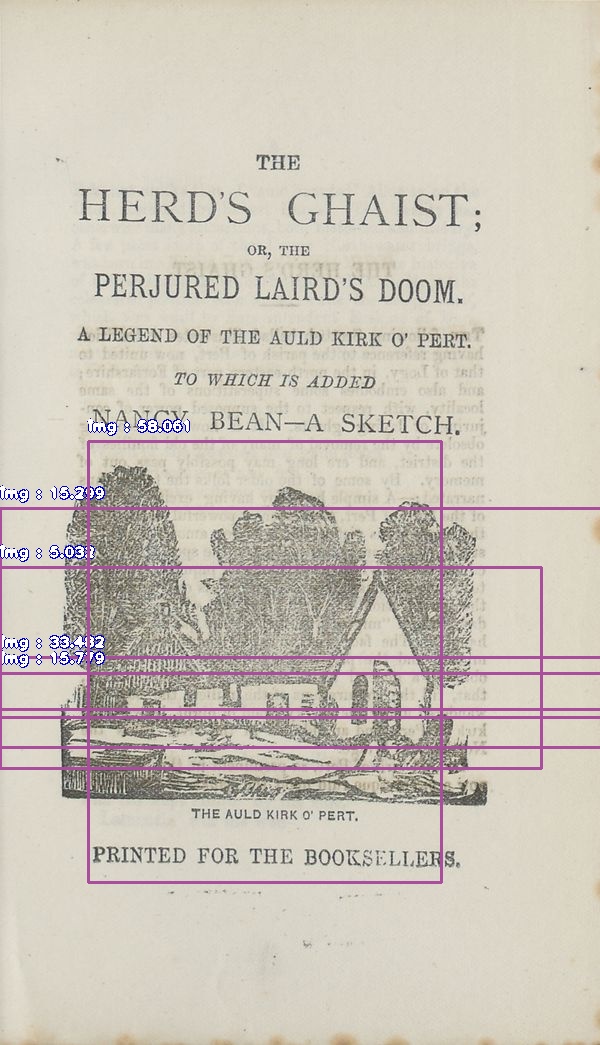 THE
HERD'S GHAIST;
OR, THE
PERJURED LAIRD'S DOOM.
A LEGEND OF THE AULD KIRK O' PERT.
TO WHICH IS ADDED
NANCY BEAN—A SKETCH.
img : 58.061
img : 15.299
img : 5.031
img : 33.432
img : 15.779
THE AULD KIRK O' PERT.
PRINTED FOR THE BOOKSELLERS.